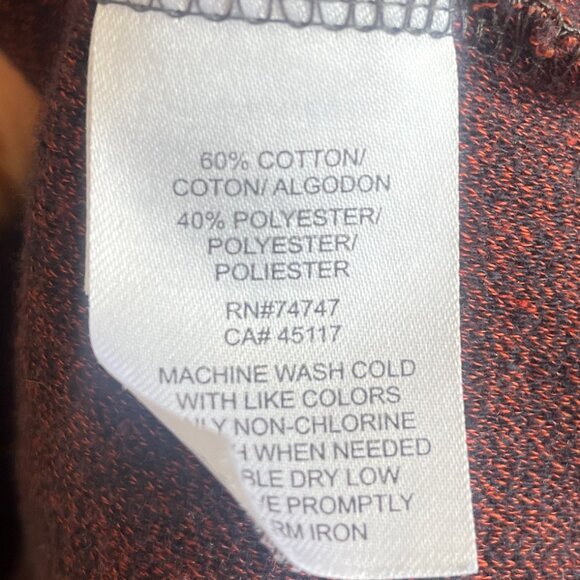 60% COTTON/
COTON/ ALGODON
40% POLYESTER/
POLYESTER/
POLIESTER
RN#74747
CA# 45117
MACHINE WASH COLD
WITH LIKE COLORS
NON-CHLORINE
WHEN NEEDED
DRY LOW
PROMPTLY
IRON